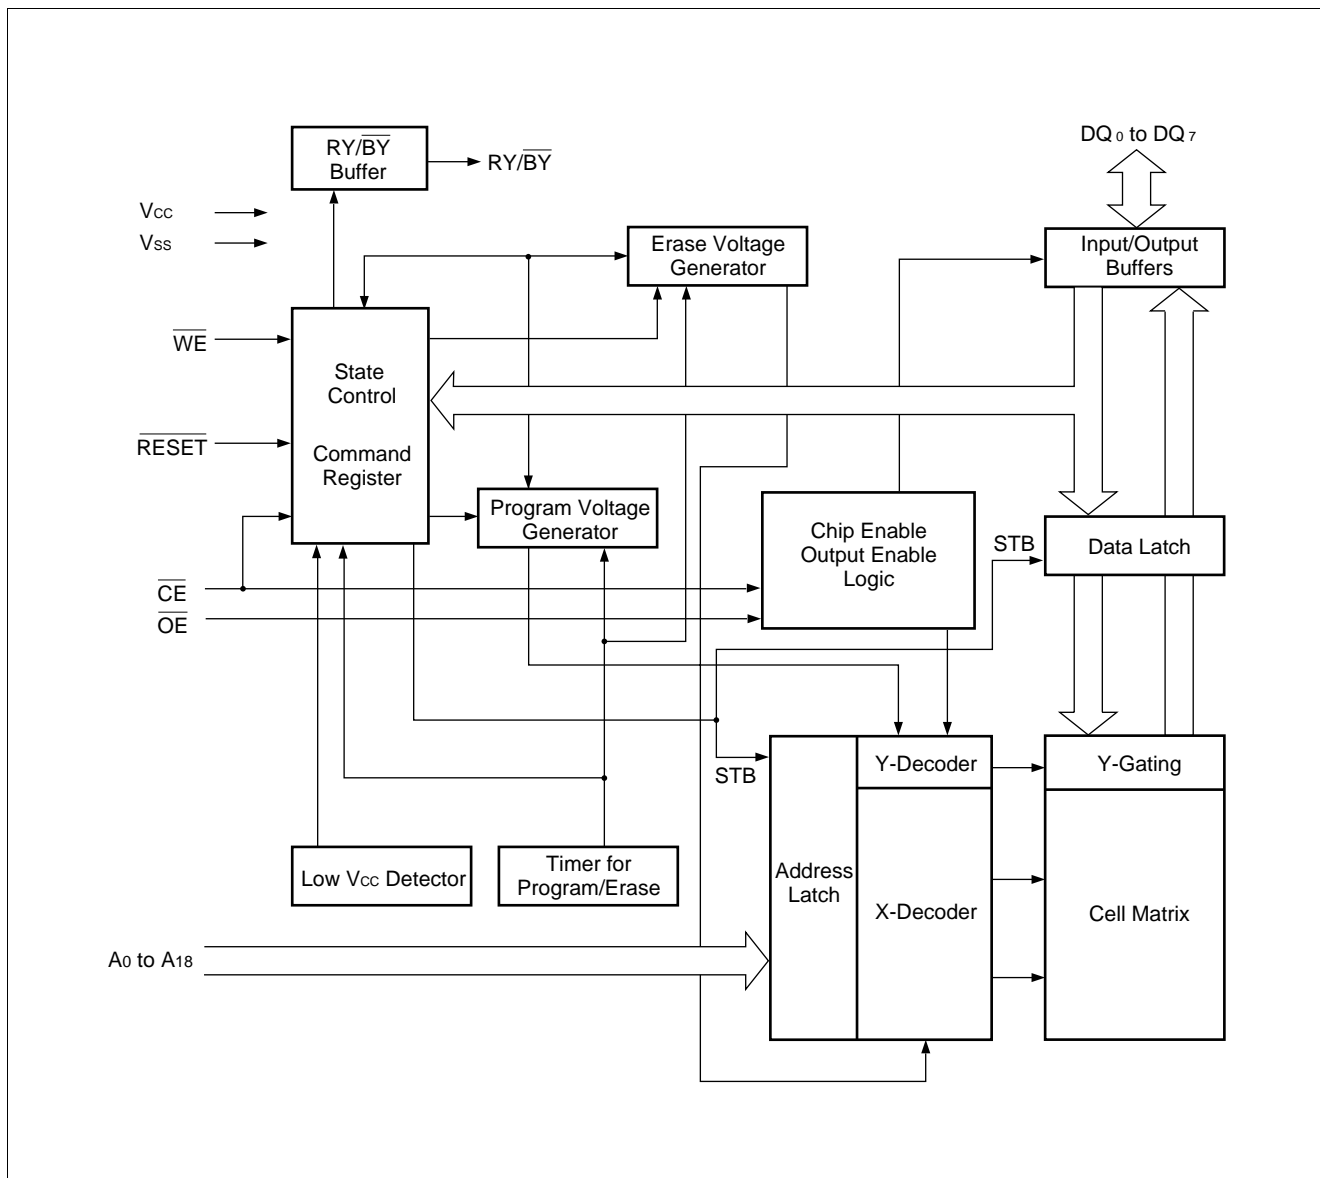 RY/BY
Buffer
RY/BY
DQ0 to DQ7
VCC
VSS
Erase Voltage
Generator
Input/Output
Buffers
WE
State
Control
RESET
Command
Register
Program Voltage
Generator
Chip Enable
Output Enable
Logic
STB
Data Latch
CE
OE
STB
Y-Decoder
Y-Gating
Address
Latch
X-Decoder
Cell Matrix
Low VCC Detector
Timer for
Program/Erase
A0 to A18